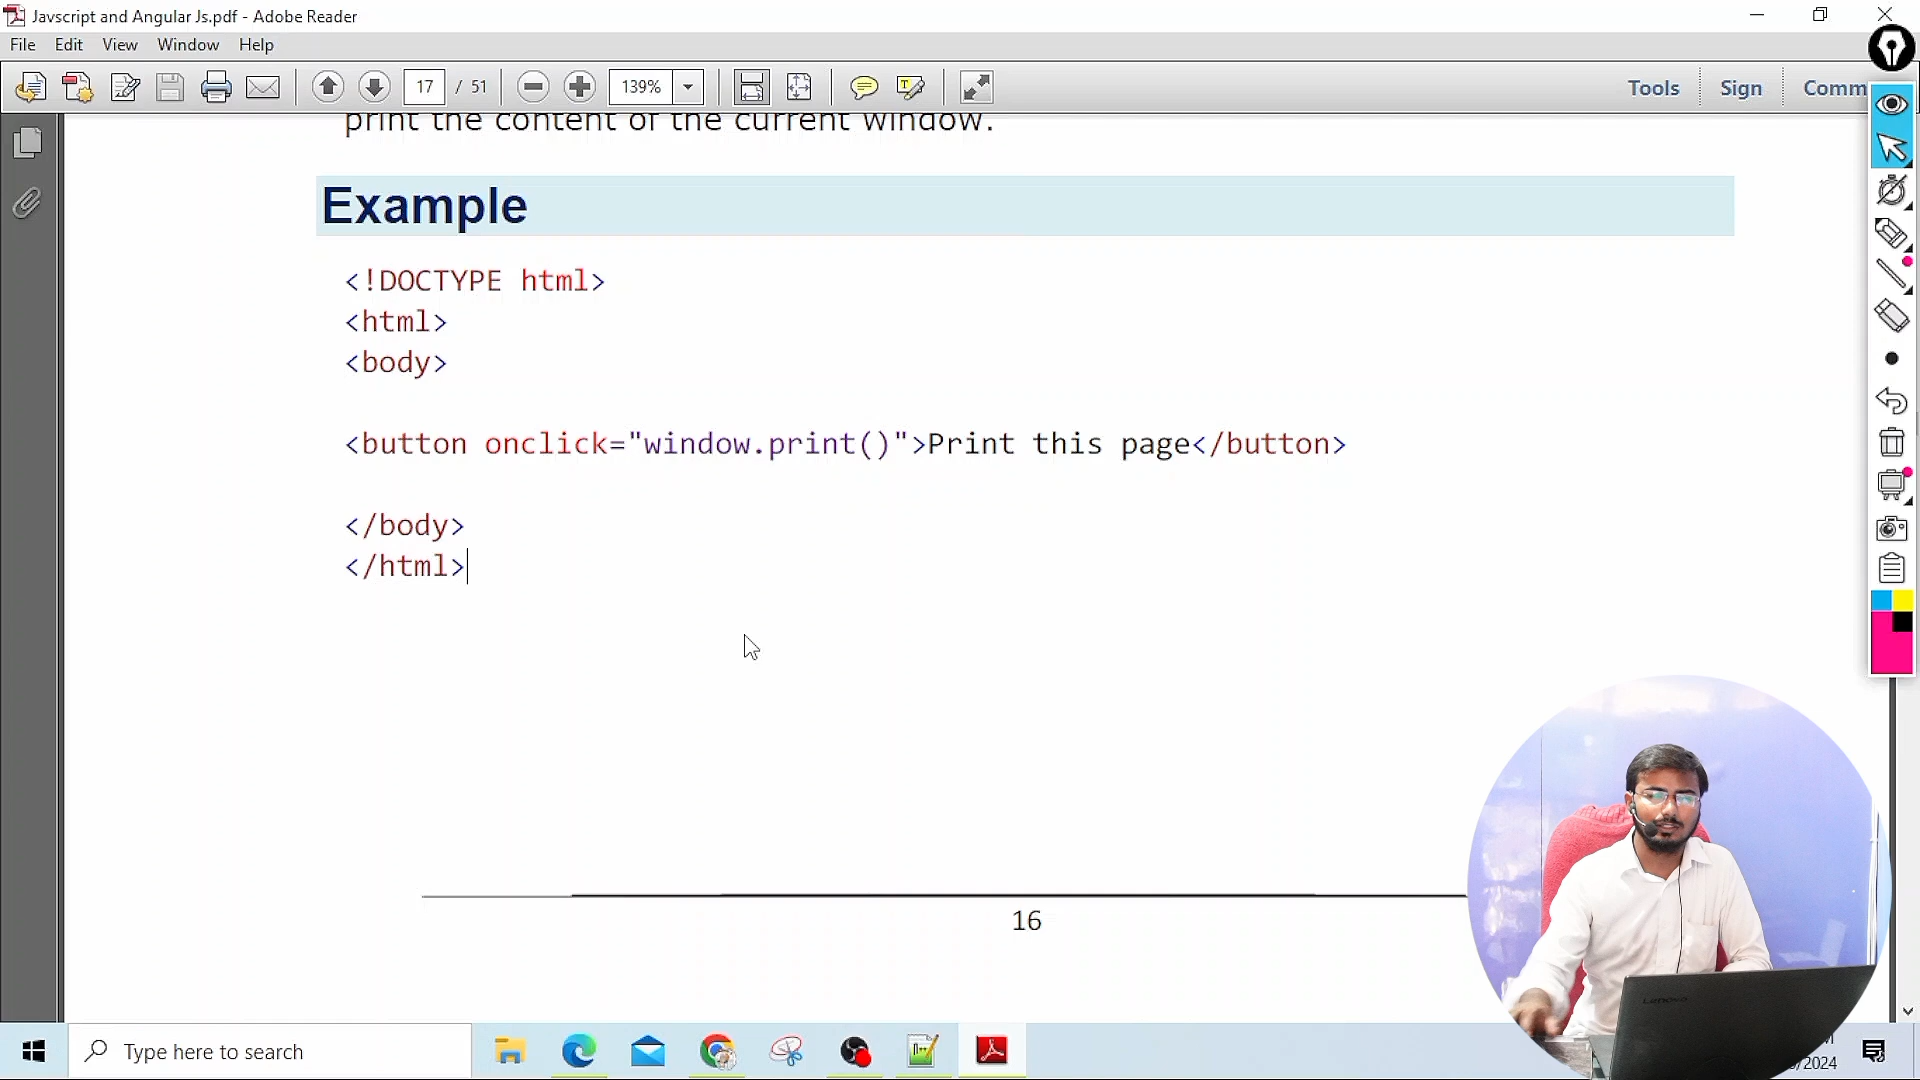 Javscript and Angular Js.pdf - Adobe Reader
File Edit View Window Help
17 / 51 139% Tools Sign Comm
print the content of the current window.
Example
<!DOCTYPE html>
<html>
<body>
<button onclick="window.print()">Print this page</button>
</body>
</html>
16
Lenovo
Type here to search
/2024